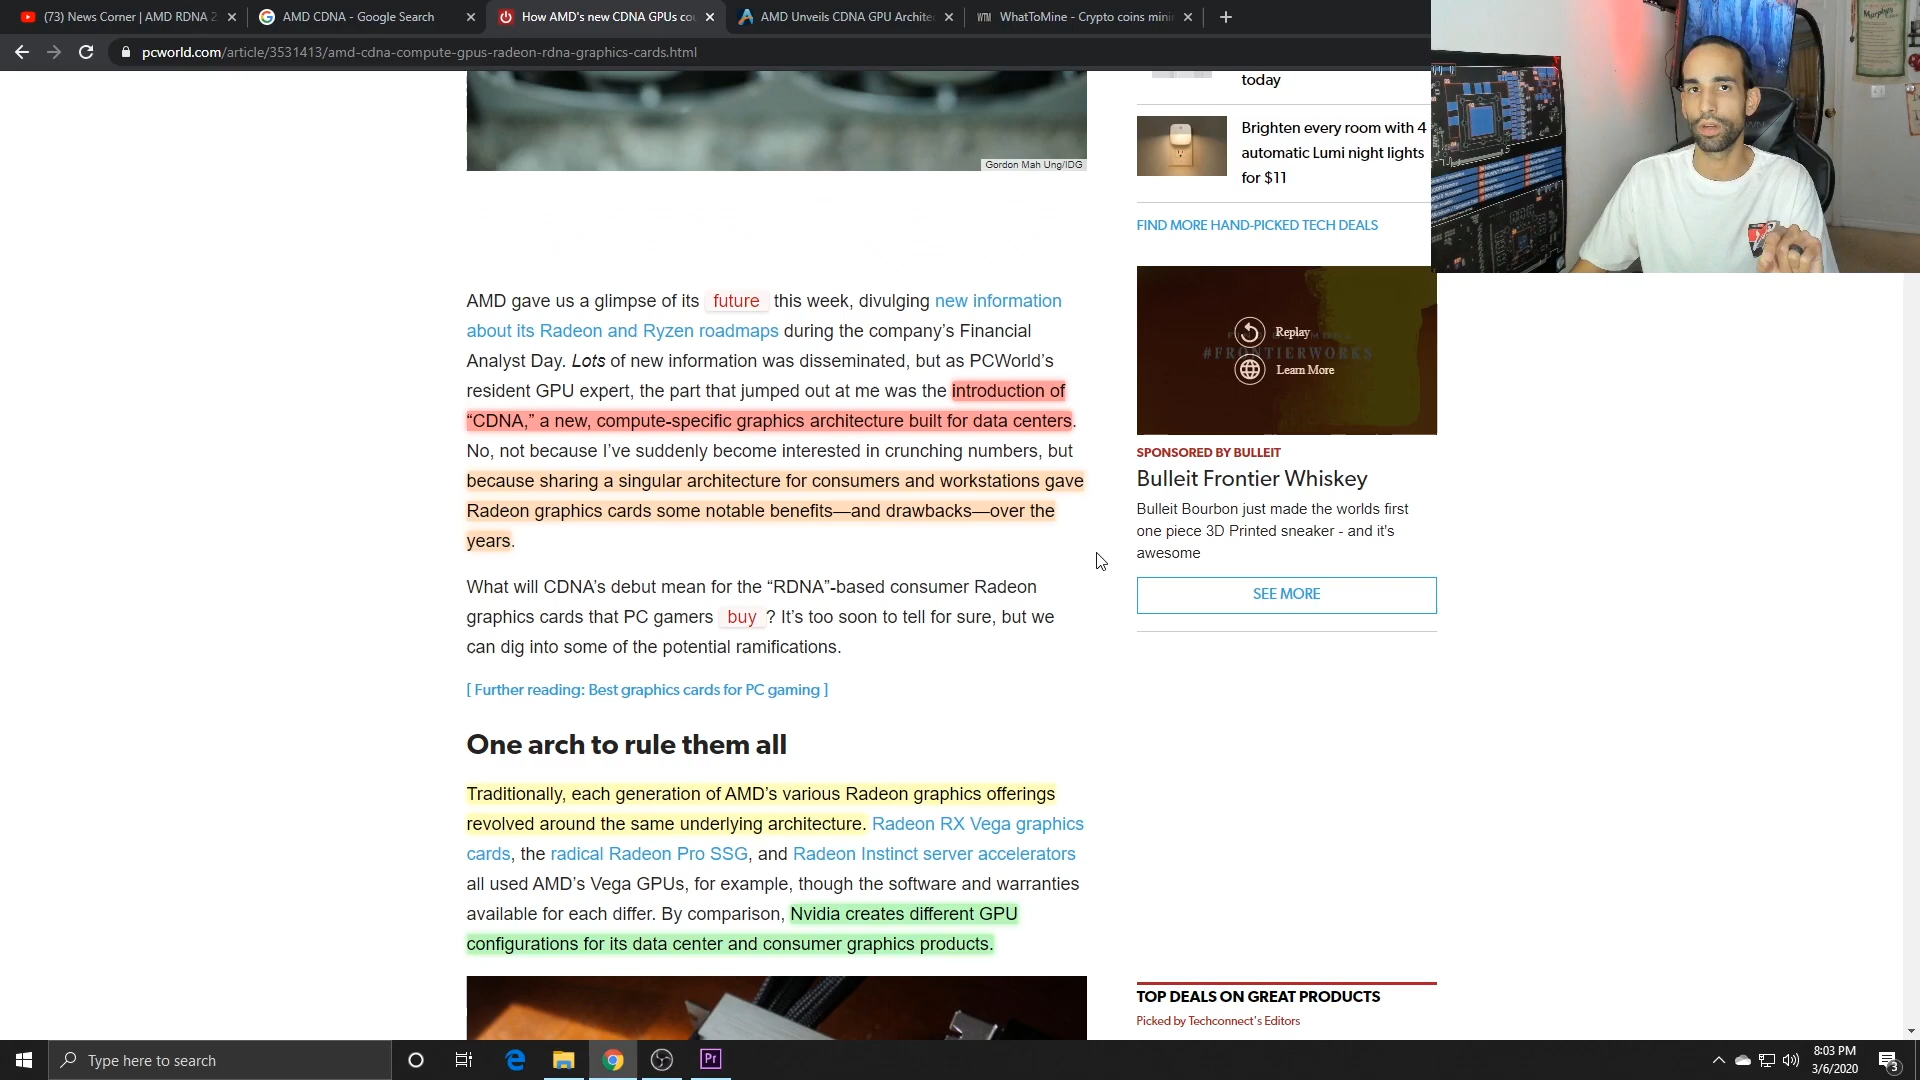 (73) News Corner | AMD RDNA 2
AMD CDNA - Google Search
How AMD's new CDNA GPUs cou
AMD Unveils CDNA GPU Archite
WTM WhatToMine - Crypto coins mini
pcworld.com/article/3531413/amd-cdna-compute-gpus-radeon-rdna-graphics-cards.html
Gordon Mah Ung/IDG
AMD gave us a glimpse of its future this week, divulging new information
about its Radeon and Ryzen roadmaps during the company’s Financial
Analyst Day. Lots of new information was disseminated, but as PCWorld’s
resident GPU expert, the part that jumped out at me was the introduction of
“CDNA,” a new, compute-specific graphics architecture built for data centers.
No, not because I’ve suddenly become interested in crunching numbers, but
because sharing a singular architecture for consumers and workstations gave
Radeon graphics cards some notable benefits—and drawbacks—over the
years.
What will CDNA’s debut mean for the “RDNA”-based consumer Radeon
graphics cards that PC gamers buy ? It’s too soon to tell for sure, but we
can dig into some of the potential ramifications.
[ Further reading: Best graphics cards for PC gaming ]
One arch to rule them all
Traditionally, each generation of AMD’s various Radeon graphics offerings
revolved around the same underlying architecture. Radeon RX Vega graphics
cards, the radical Radeon Pro SSG, and Radeon Instinct server accelerators
all used AMD’s Vega GPUs, for example, though the software and warranties
available for each differ. By comparison, Nvidia creates different GPU
configurations for its data center and consumer graphics products.
today
Brighten every room with 4
automatic Lumi night lights
for $11
FIND MORE HAND-PICKED TECH DEALS
Replay
#FRONTIERWORKS
Learn More
SPONSORED BY BULLEIT
Bulleit Frontier Whiskey
Bulleit Bourbon just made the worlds first
one piece 3D Printed sneaker - and it's
awesome
SEE MORE
TOP DEALS ON GREAT PRODUCTS
Picked by Techconnect's Editors
Type here to search
Pr
8:03 PM
3/6/2020
3